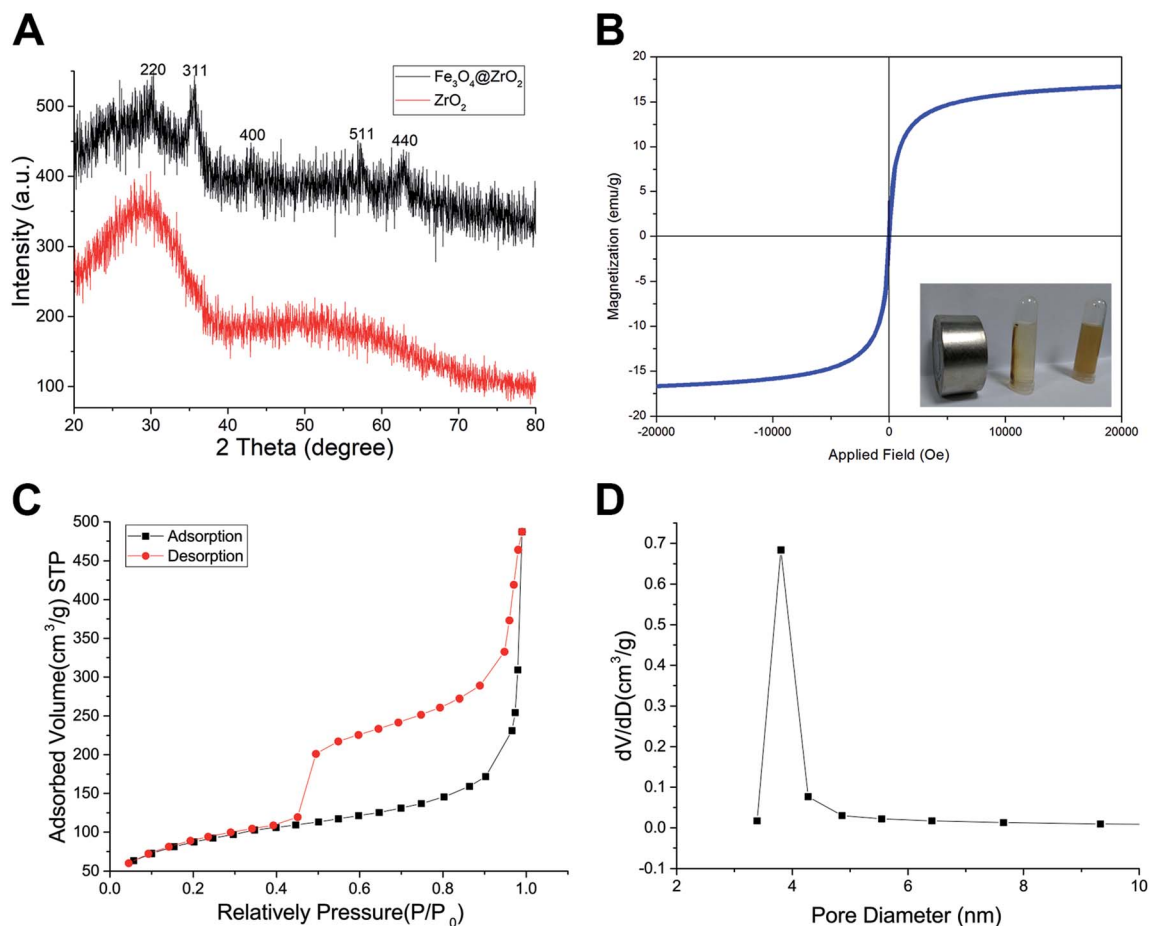 A
220
311
400
511
440
Fe₃O₄@ZrO₂
ZrO₂
500
400
300
200
100
Intensity (a.u.)
20 30 40 50 60 70 80
2 Theta (degree)
B
20
15
10
5
0
-5
-10
-15
-20
Magnetization (emu/g)
-20000 -10000 0 10000 20000
Applied Field (Oe)
C
Adsorption
Desorption
500
450
400
350
300
250
200
150
100
50
Adsorbed Volume(cm³/g) STP
0.0 0.2 0.4 0.6 0.8 1.0
Relatively Pressure(P/P₀)
D
0.7
0.6
0.5
0.4
0.3
0.2
0.1
0.0
-0.1
dV/dD(cm³/g)
2 4 6 8 10
Pore Diameter (nm)